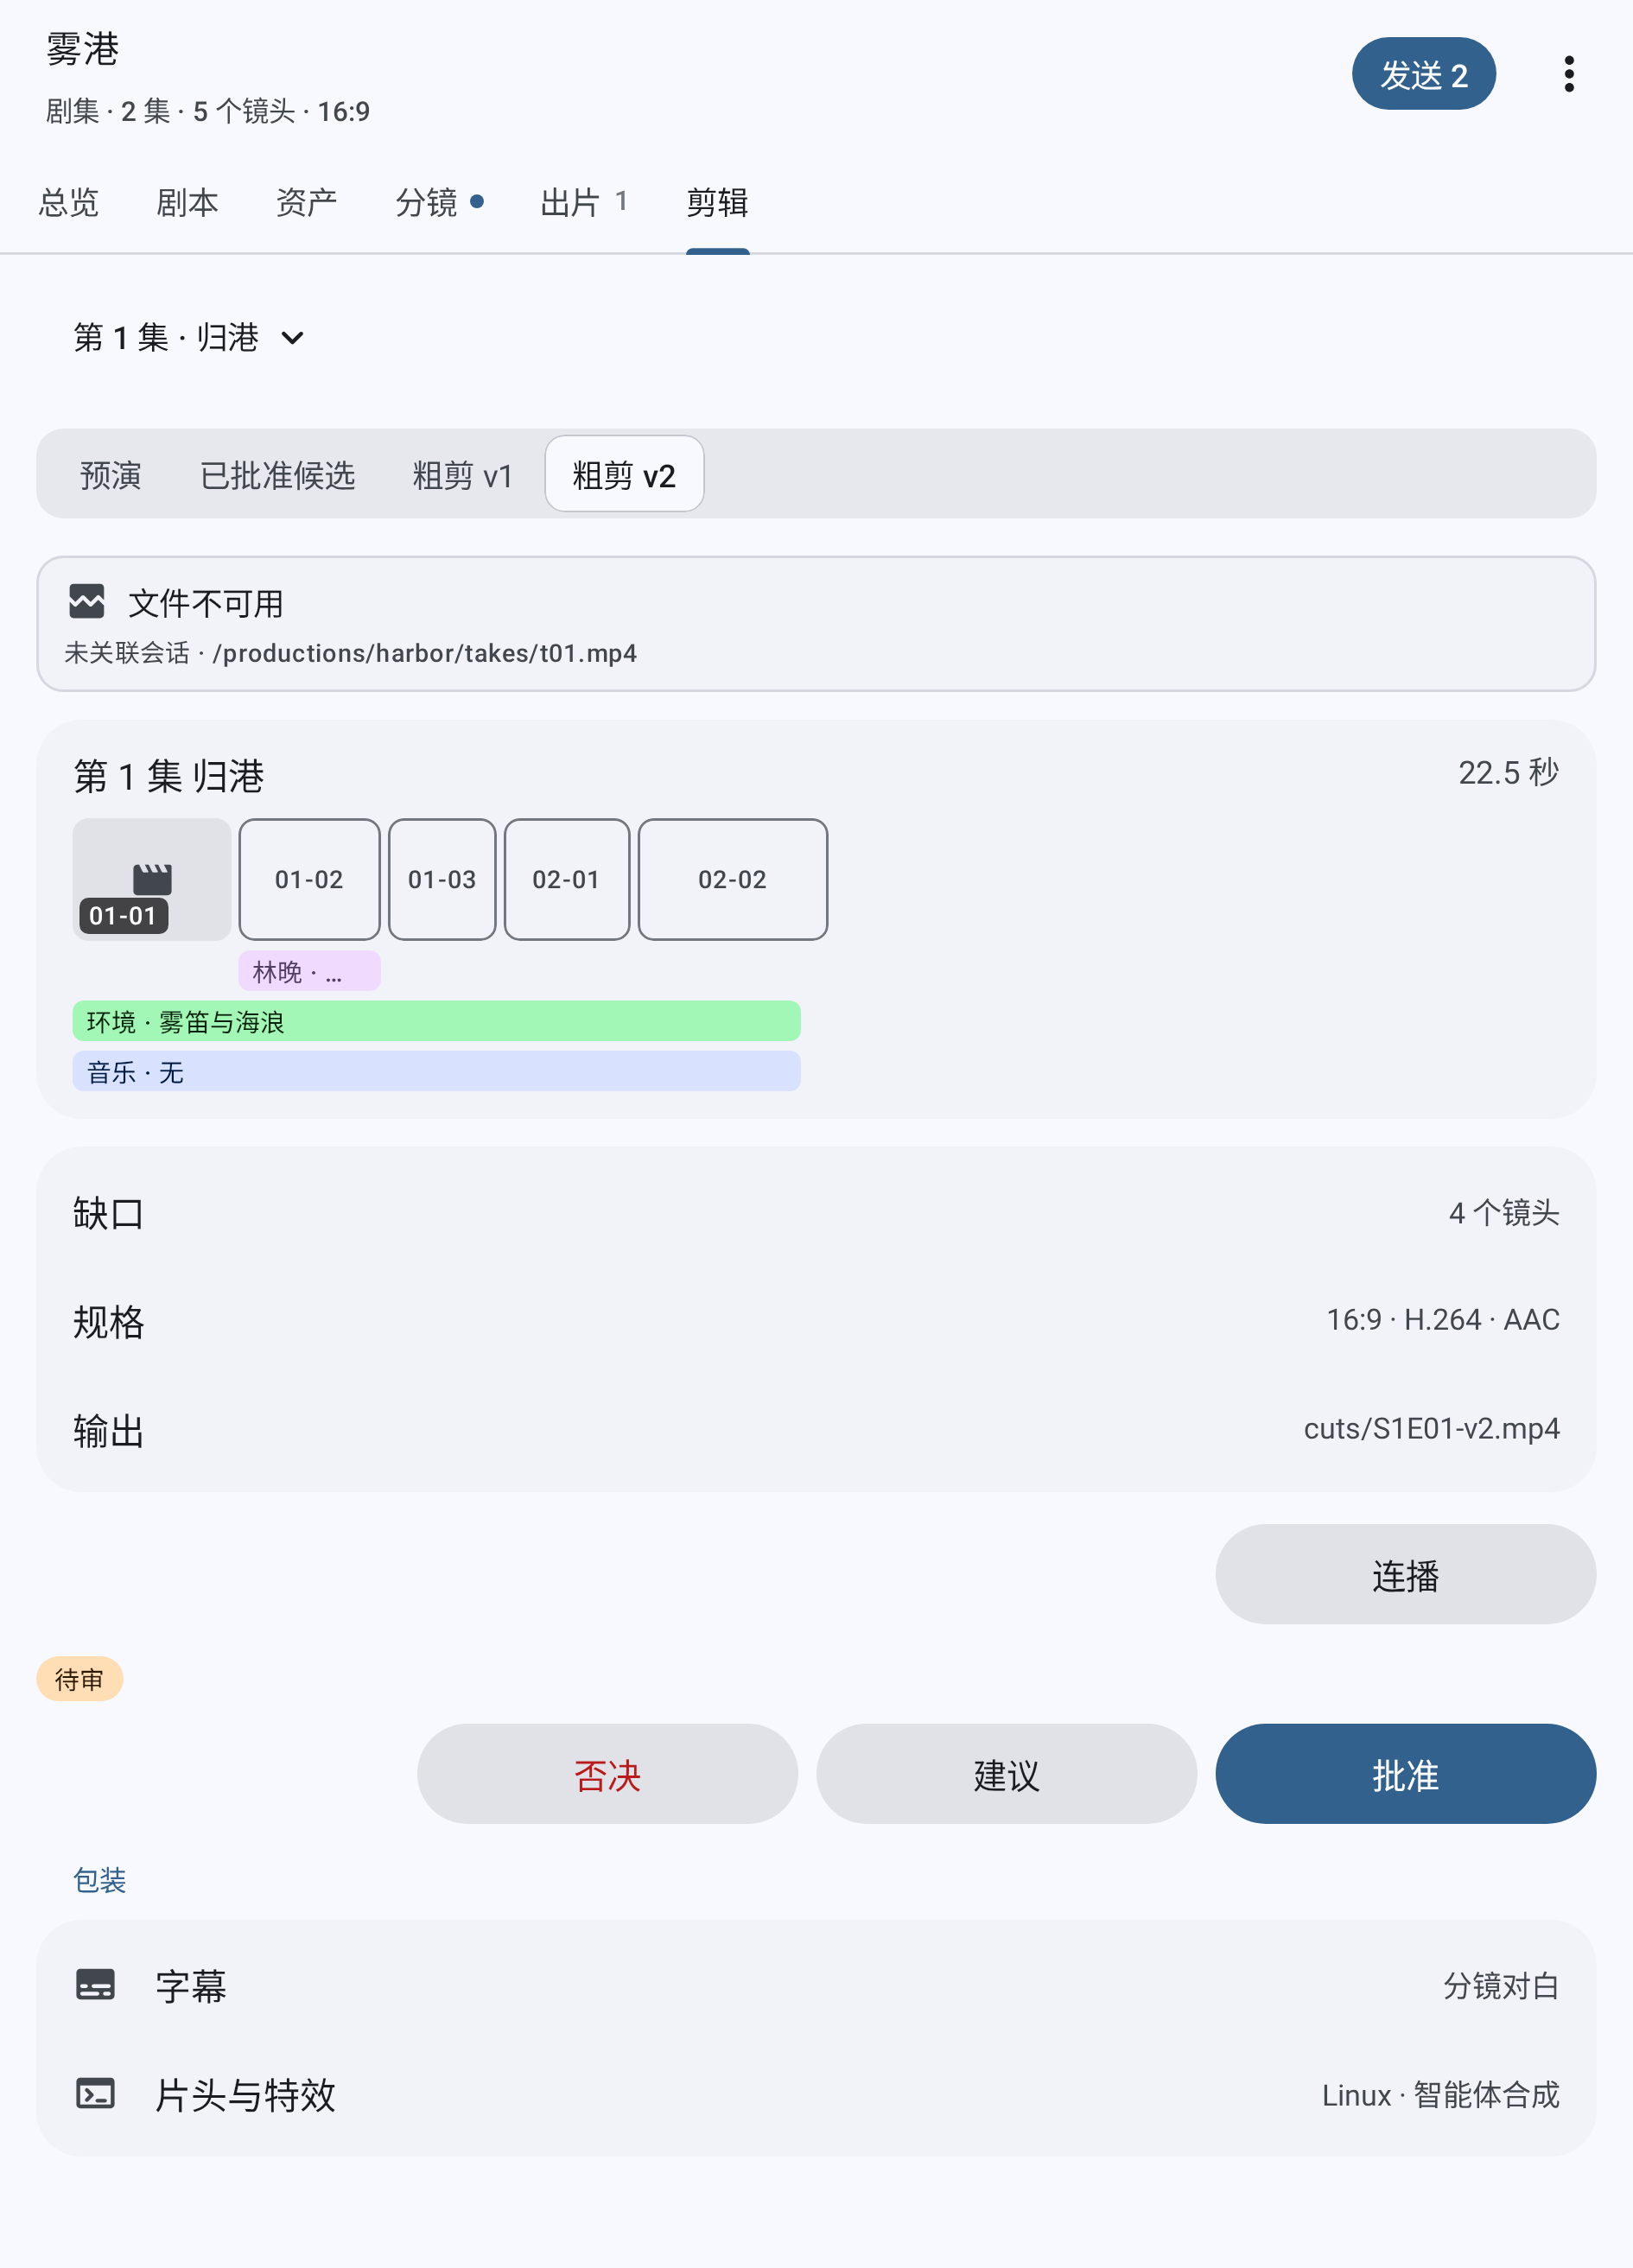 雾港
发送 2
剧集 · 2 集 · 5 个镜头 · 16:9
总览 剧本 资产 分镜 出片 1 剪辑
第 1 集 · 归港
预演 已批准候选 粗剪 v1 粗剪 v2
文件不可用
未关联会话 · /productions/harbor/takes/t01.mp4
第 1 集 归港 22.5 秒
01-01 01-02 01-03 02-01 02-02
林晚 · …
环境 · 雾笛与海浪
音乐 · 无
缺口 4 个镜头
规格 16:9 · H.264 · AAC
输出 cuts/S1E01-v2.mp4
连播
待审
否决 建议 批准
包装
字幕 分镜对白
片头与特效 Linux · 智能体合成